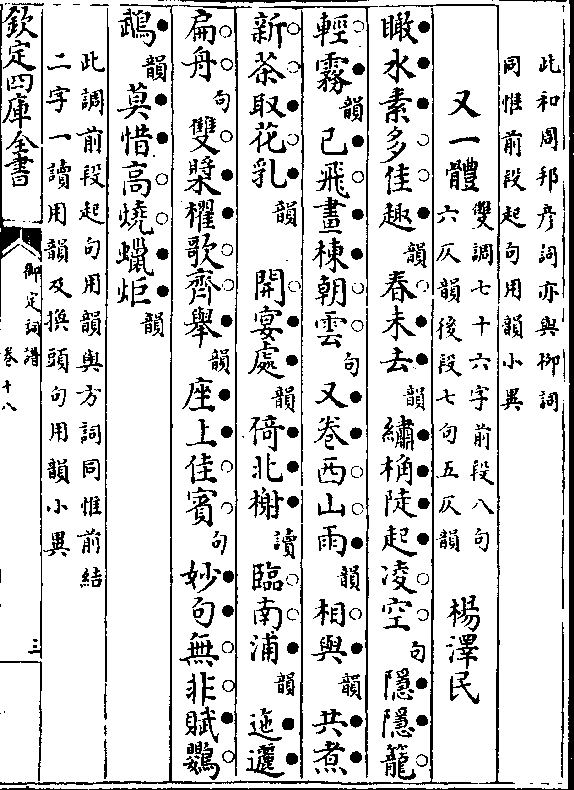 此和周邦彦詞亦與柳詞
同惟前段起句用韻小異
又一體 雙調七十六字前段八句
六仄韻後段七句五仄韻 楊澤民
瞰水素多佳趣 韻 春未去 韻 繡桷陡起凌空 句 隱隱籠
輕霧 韻 已飛畫棟朝雲 句 又卷西山雨 韻 相與 韻 共煮
新茶取花乳 韻 開宴處 韻 倚北榭 讀 臨南浦 韻 迤邐
扁舟 句 雙槳櫂歌齊舉 韻 座上佳賓 句 妙句無非賦鸚
鵡 韻 莫惜高燒蠟炬 韻
此調前段起句用韻與方詞同惟前結
二字一讀用韻及換頭句用韻小異
欽定四庫全書
御定詞譜
卷十八
三